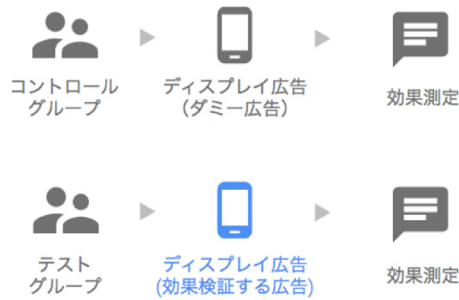 コントロール
グループ
ディスプレイ広告
（ダミー広告）
効果測定
テスト
グループ
ディスプレイ広告
(効果検証する広告)
効果測定